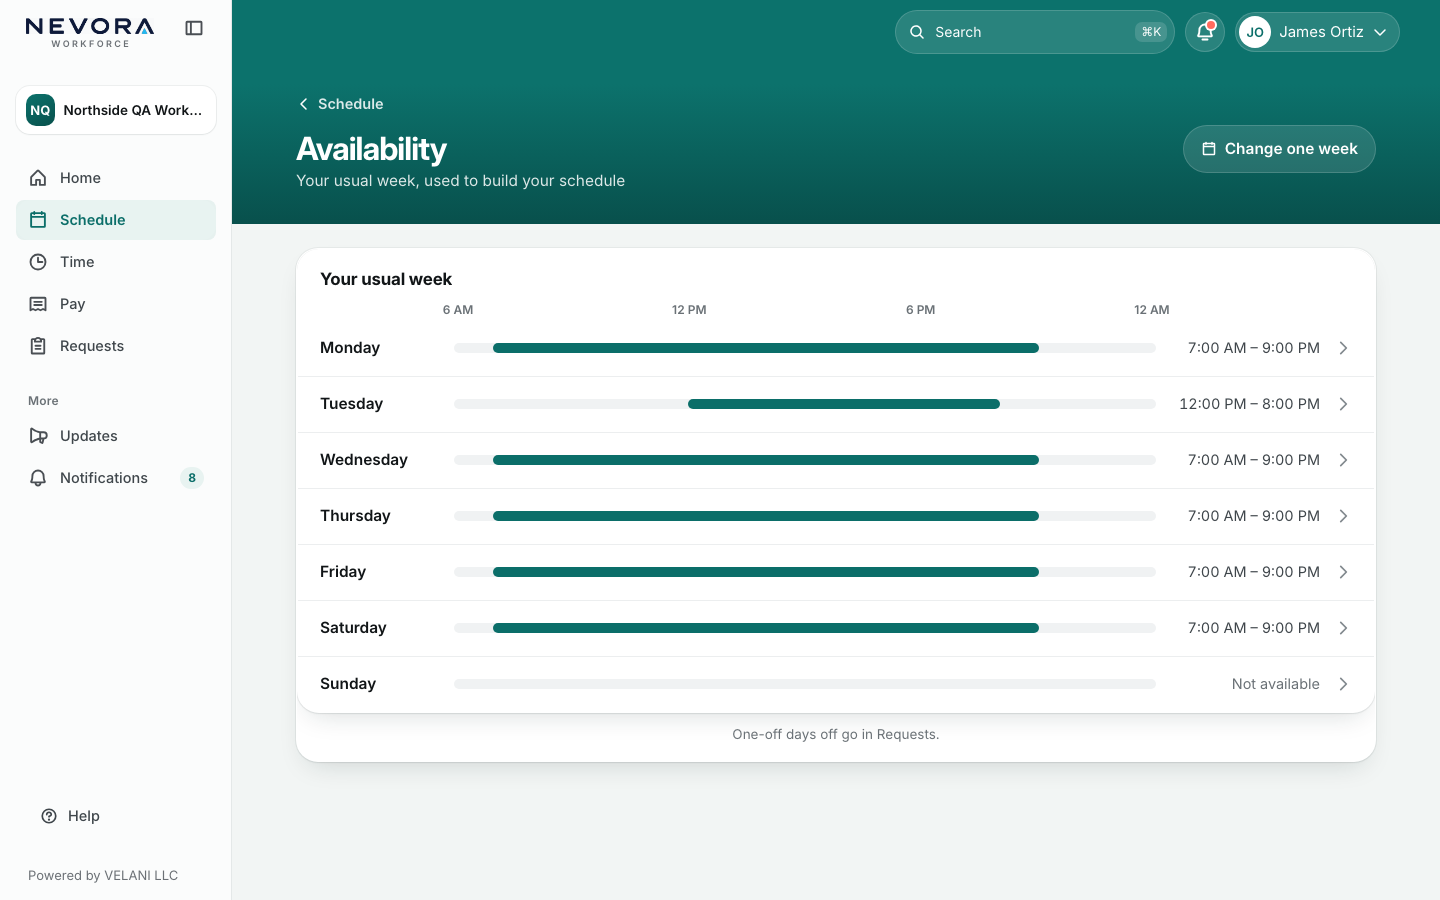 NEVORA
WORKFORCE
Search
⌘K
JO
James Ortiz
NQ
Northside QA Work...
Home
Schedule
Time
Pay
Requests
More
Updates
Notifications
8
Help
Powered by VELANI LLC
Schedule
Availability
Your usual week, used to build your schedule
Change one week
Your usual week
6 AM 12 PM 6 PM 12 AM
Monday 7:00 AM – 9:00 PM
Tuesday 12:00 PM – 8:00 PM
Wednesday 7:00 AM – 9:00 PM
Thursday 7:00 AM – 9:00 PM
Friday 7:00 AM – 9:00 PM
Saturday 7:00 AM – 9:00 PM
Sunday Not available
One-off days off go in Requests.